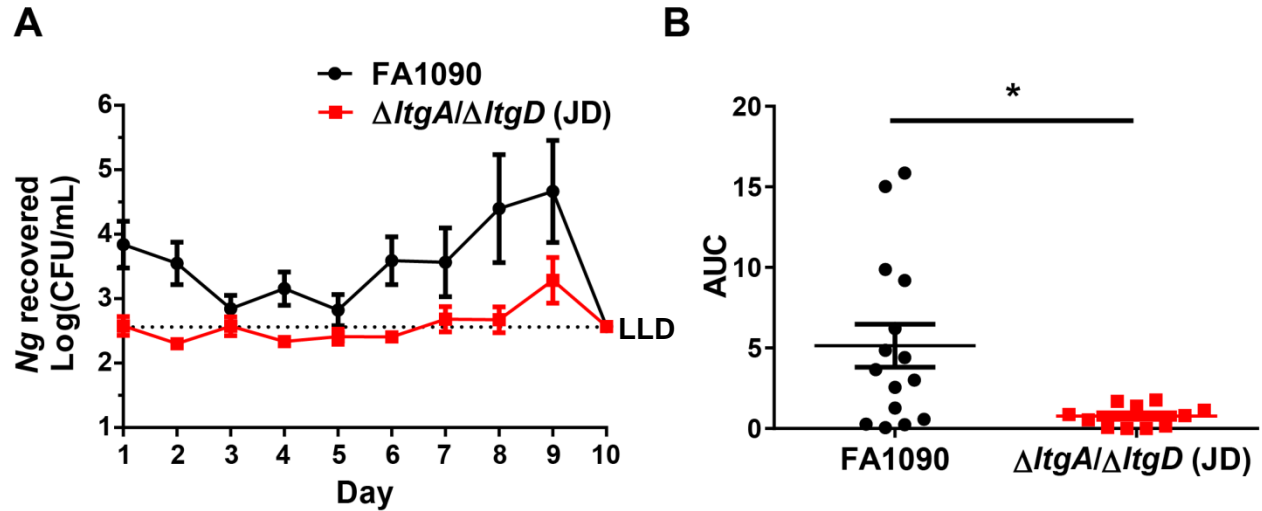 A
FA1090
ΔltgA/ΔltgD (JD)
Ng recovered
Log(CFU/mL)
6
5
4
3
2
1
LLD
1 2 3 4 5 6 7 8 9 10
Day
B
*
AUC
20
15
10
5
0
FA1090
ΔltgA/ΔltgD (JD)